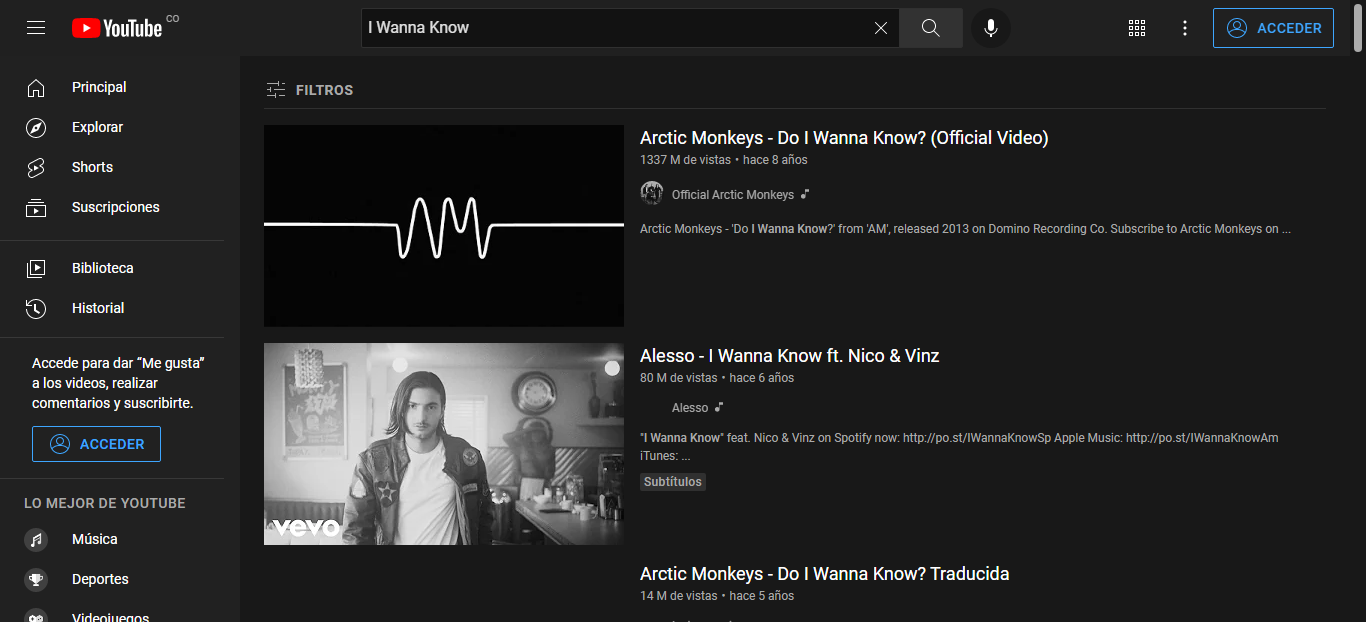 YouTube CO
I Wanna Know
ACCEDER
Principal
Explorar
Shorts
Suscripciones
Biblioteca
Historial
Accede para dar “Me gusta”
a los videos, realizar
comentarios y suscribirte.
ACCEDER
LO MEJOR DE YOUTUBE
Música
Deportes
Videojuegos
FILTROS
Arctic Monkeys - Do I Wanna Know? (Official Video)
1337 M de vistas • hace 8 años
Official Arctic Monkeys
Arctic Monkeys - 'Do I Wanna Know?' from 'AM', released 2013 on Domino Recording Co. Subscribe to Arctic Monkeys on ...
vevo
Alesso - I Wanna Know ft. Nico & Vinz
80 M de vistas • hace 6 años
Alesso
"I Wanna Know" feat. Nico & Vinz on Spotify now: http://po.st/IWannaKnowSp Apple Music: http://po.st/IWannaKnowAm
iTunes: ...
Subtítulos
Arctic Monkeys - Do I Wanna Know? Traducida
14 M de vistas • hace 5 años